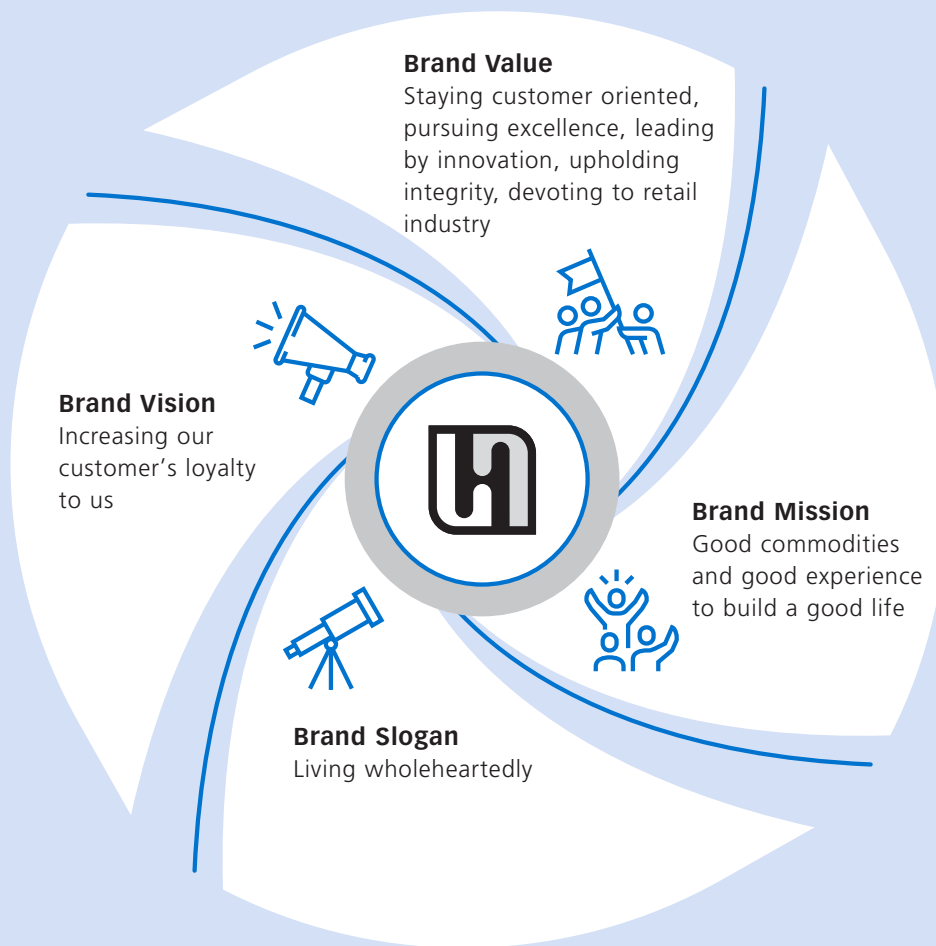 Brand Value
Staying customer oriented,
pursuing excellence, leading
by innovation, upholding
integrity, devoting to retail
industry
Brand Vision
Increasing our
customer’s loyalty
to us
Brand Mission
Good commodities
and good experience
to build a good life
Brand Slogan
Living wholeheartedly